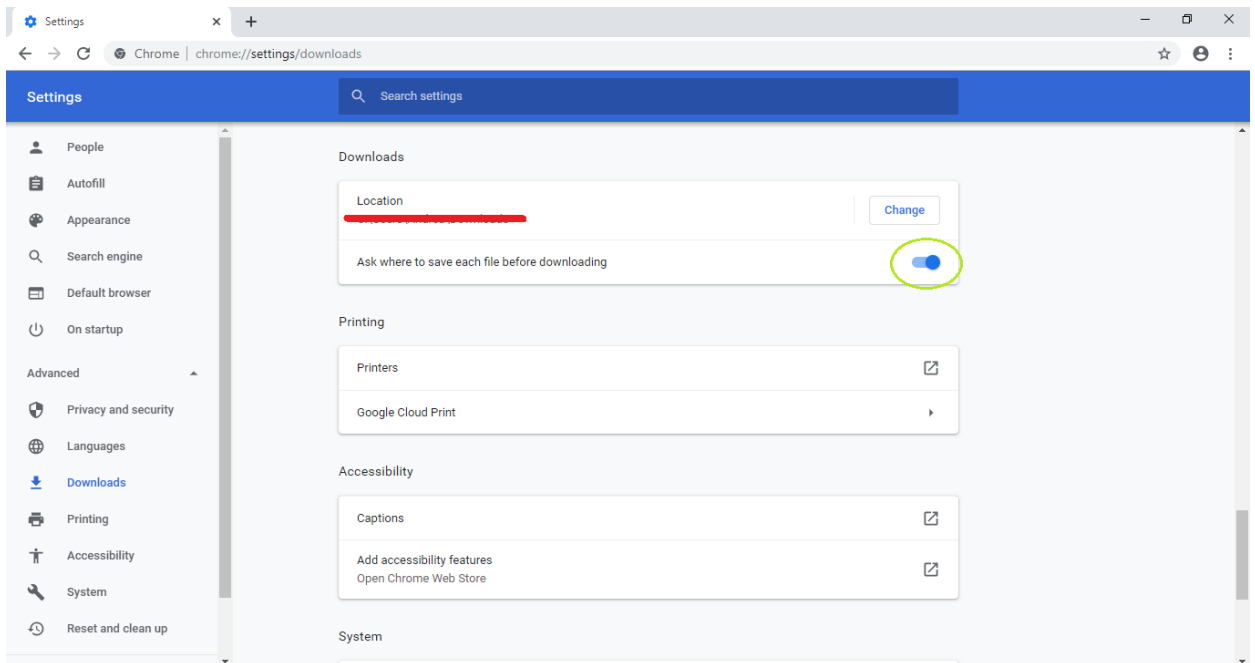 Settings
Chrome | chrome://settings/downloads
Settings
Search settings
People
Autofill
Appearance
Search engine
Default browser
On startup
Advanced
Privacy and security
Languages
Downloads
Printing
Accessibility
System
Reset and clean up
Downloads
Location
Change
Ask where to save each file before downloading
Printing
Printers
Google Cloud Print
Accessibility
Captions
Add accessibility features
Open Chrome Web Store
System